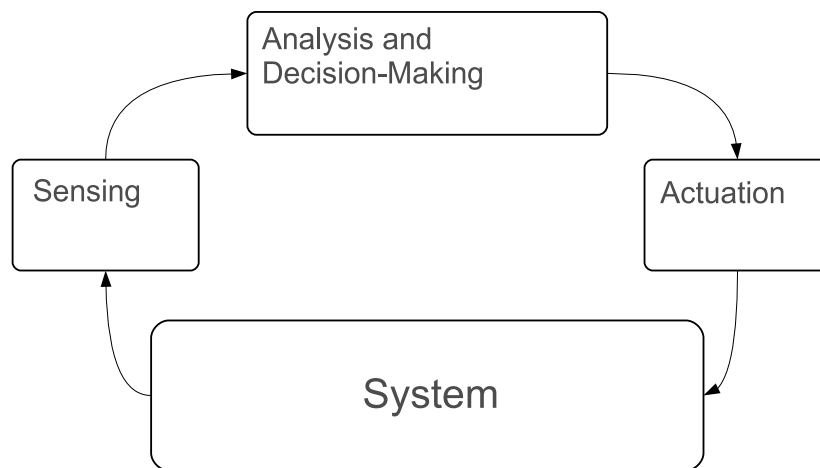 Analysis and
Decision-Making
Sensing
Actuation
System